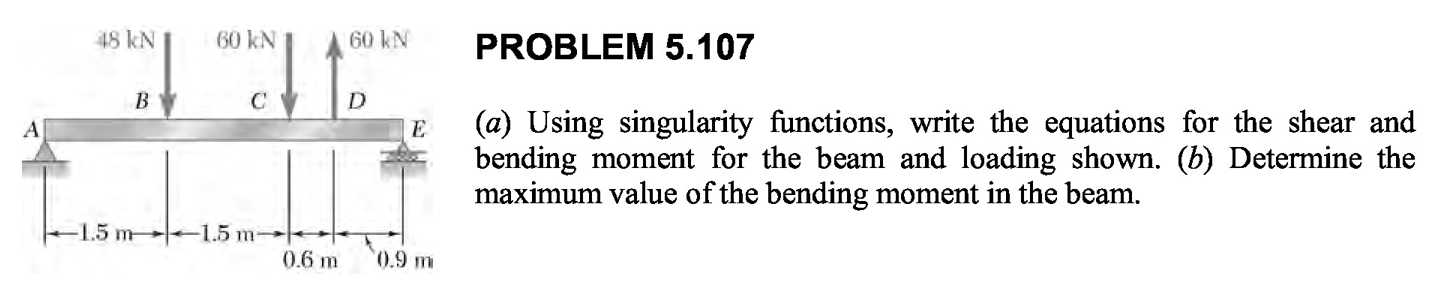 48 kN
60 kN
60 kN
B
C
D
A
E
1.5 m
1.5 m
0.6 m
0.9 m
PROBLEM 5.107
(a) Using singularity functions, write the equations for the shear and
bending moment for the beam and loading shown. (b) Determine the
maximum value of the bending moment in the beam.